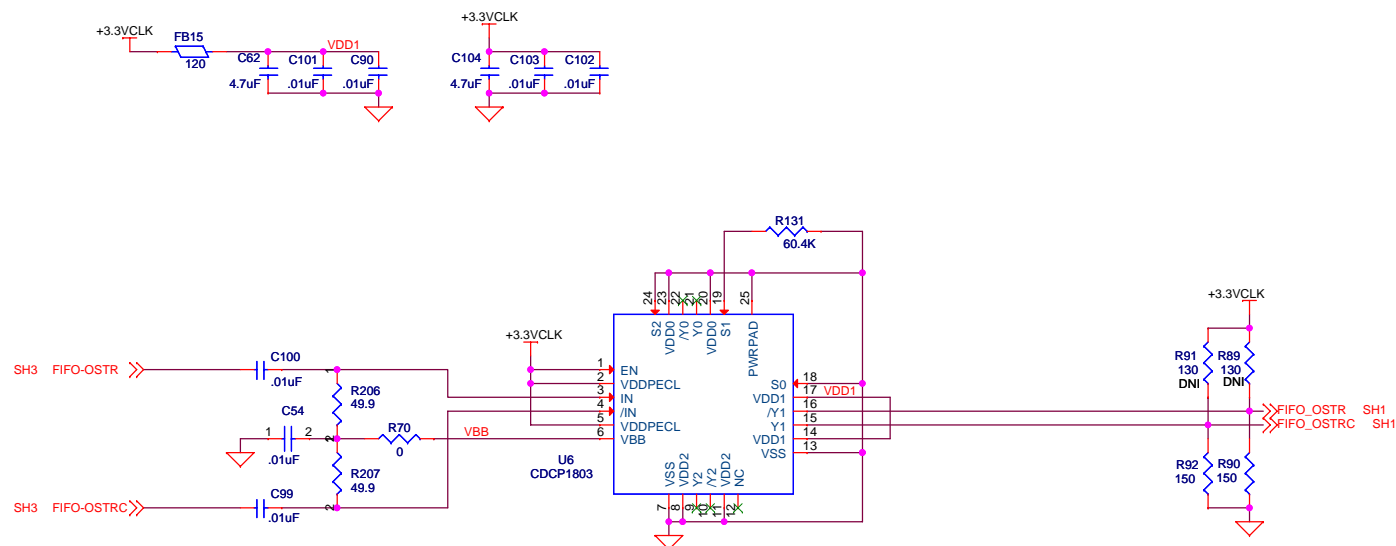 +3.3VCLK
+3.3VCLK
FB15
120
VDD1
C62
4.7uF
C101
.01uF
C90
.01uF
C104
4.7uF
C103
.01uF
C102
.01uF
R131
60.4K
24 23 22 21 20 19 25
S2 VDD0 /Y0 Y0 VDD0 S1 PWRPAD
+3.3VCLK
+3.3VCLK
SH3 FIFO-OSTR
C100
.01uF
1
R206
49.9
2
C54
1 2
.01uF
R70
0
VBB
R207
49.9
2
SH3 FIFO-OSTRC
C99
.01uF
1 EN
2 VDDPECL
3 IN
4 /IN
5 VDDPECL
6 VBB
U6
CDCP1803
S0 18
VDD1 17 VDD1
/Y1 16
Y1 15
VDD1 14
VSS 13
VSS VDD2 Y2 /Y2 VDD2 NC
7 8 9 10 11 12
R91
130
DNI
R89
130
DNI
FIFO_OSTR SH1
FIFO_OSTRC SH1
R92
150
R90
150